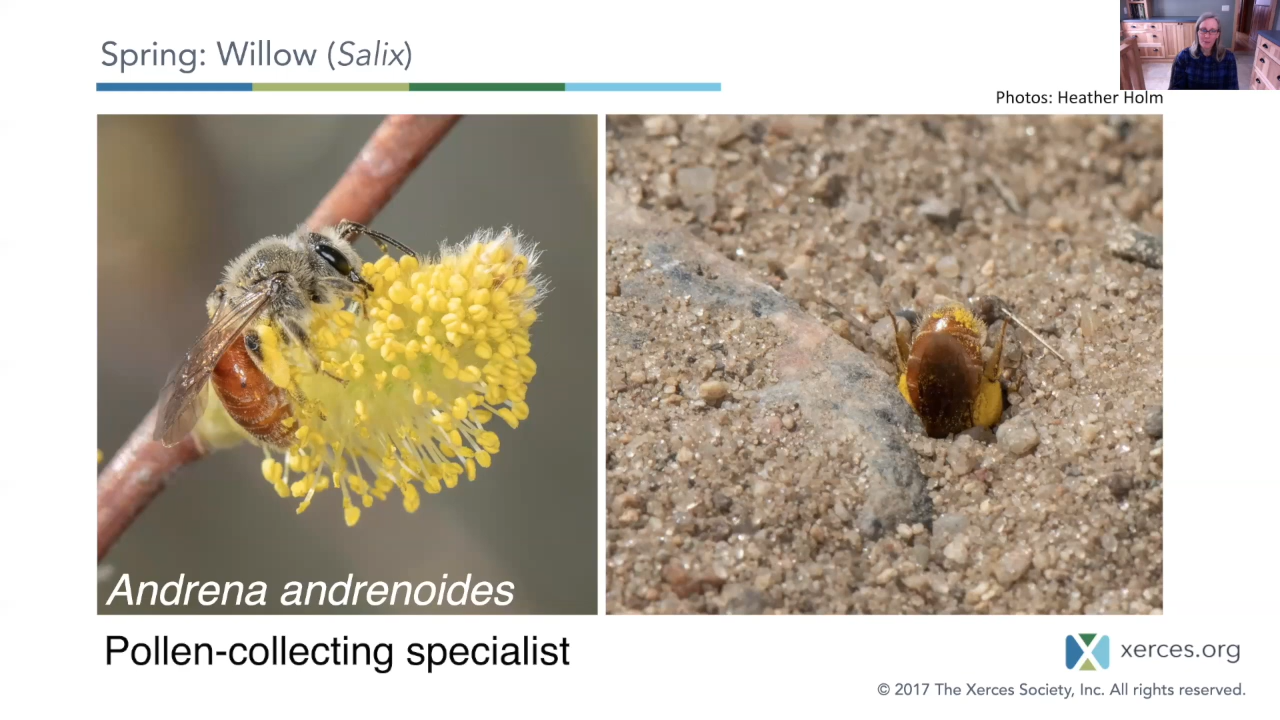 Spring: Willow (Salix)
Photos: Heather Holm
Andrena andrenoides
Pollen-collecting specialist
xerces.org
© 2017 The Xerces Society, Inc. All rights reserved.